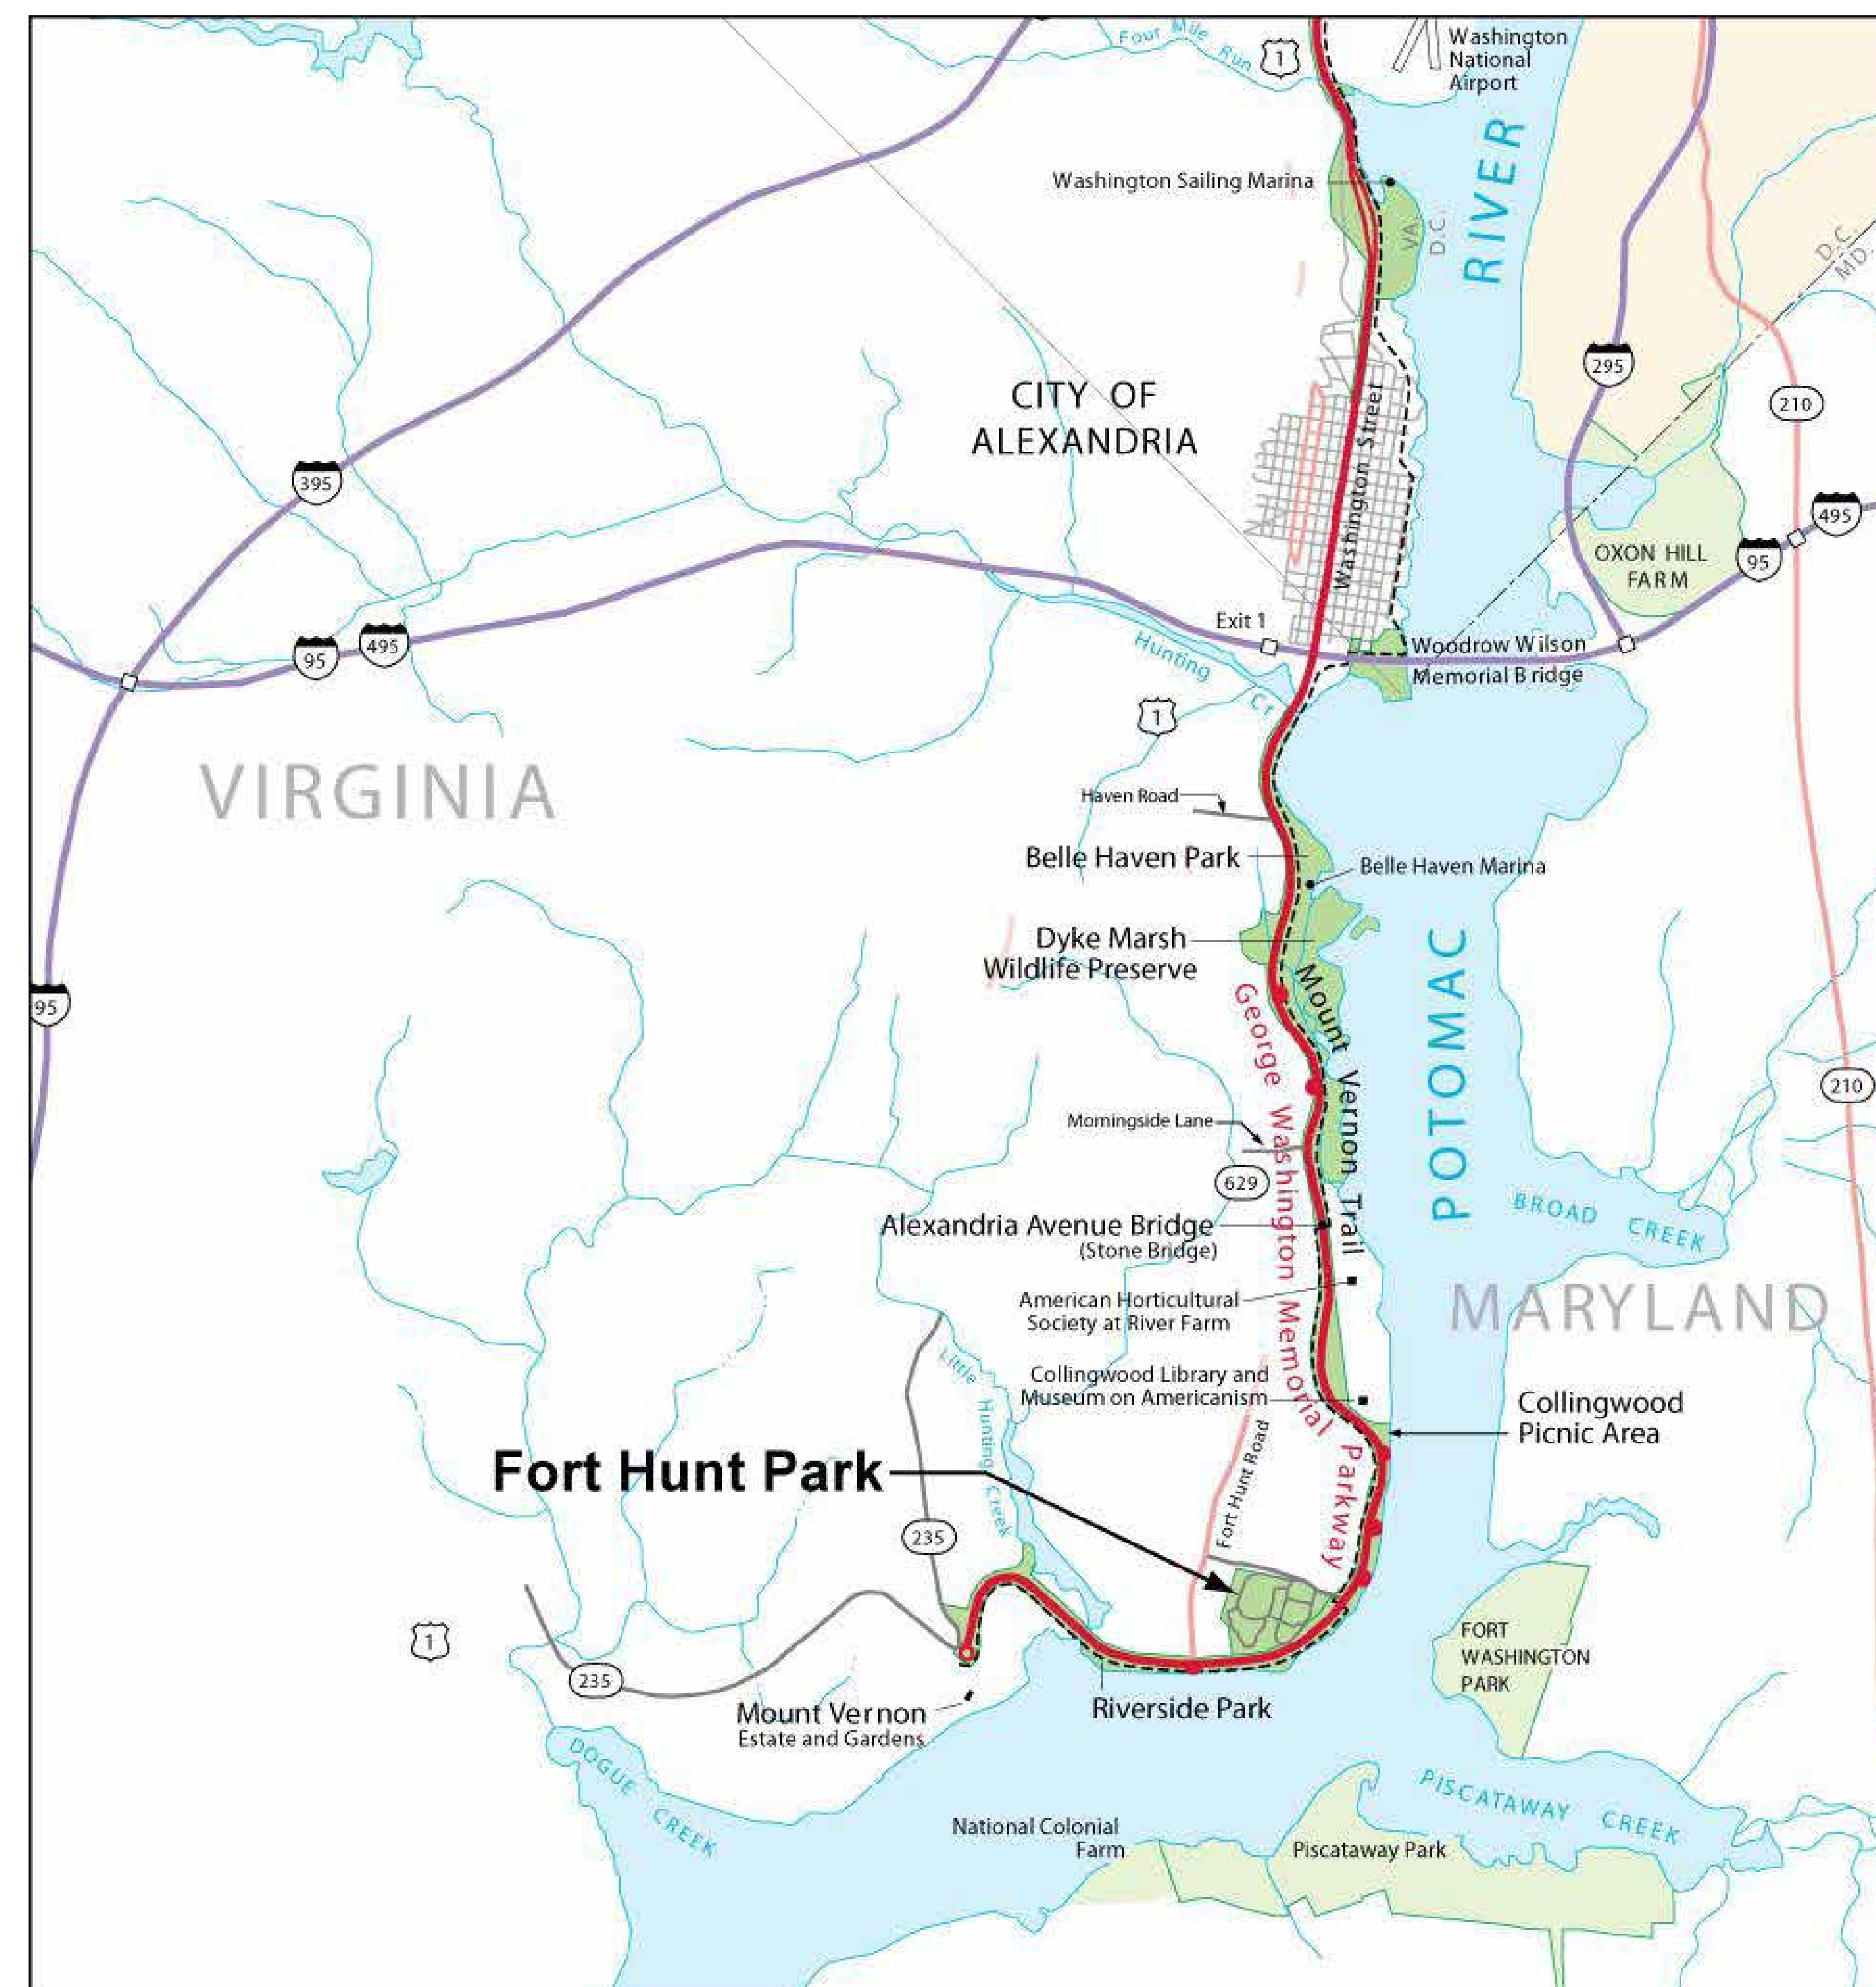 Four Mile Run
1
Washington
National
Airport
RIVER
Washington Sailing Marina
VA.
D.C.
D.C.
MD.
295
210
CITY OF
ALEXANDRIA
Washington Street
395
495
95
OXON HILL
FARM
Exit 1
95
495
Woodrow Wilson
Memorial Bridge
Hunting Cr
1
VIRGINIA
Haven Road
Belle Haven Park
Belle Haven Marina
Dyke Marsh
Wildlife Preserve
95
POTOMAC
Mount Vernon Trail
George Washington Memorial Parkway
210
Morningside Lane
629
Alexandria Avenue Bridge
(Stone Bridge)
BROAD CREEK
American Horticultural
Society at River Farm
MARYLAND
Little Hunting Creek
Collingwood Library and
Museum on Americanism
Collingwood
Picnic Area
Fort Hunt Road
Fort Hunt Park
235
1
235
FORT
WASHINGTON
PARK
Mount Vernon
Estate and Gardens
Riverside Park
DOGUE CREEK
PISCATAWAY CREEK
National Colonial
Farm
Piscataway Park